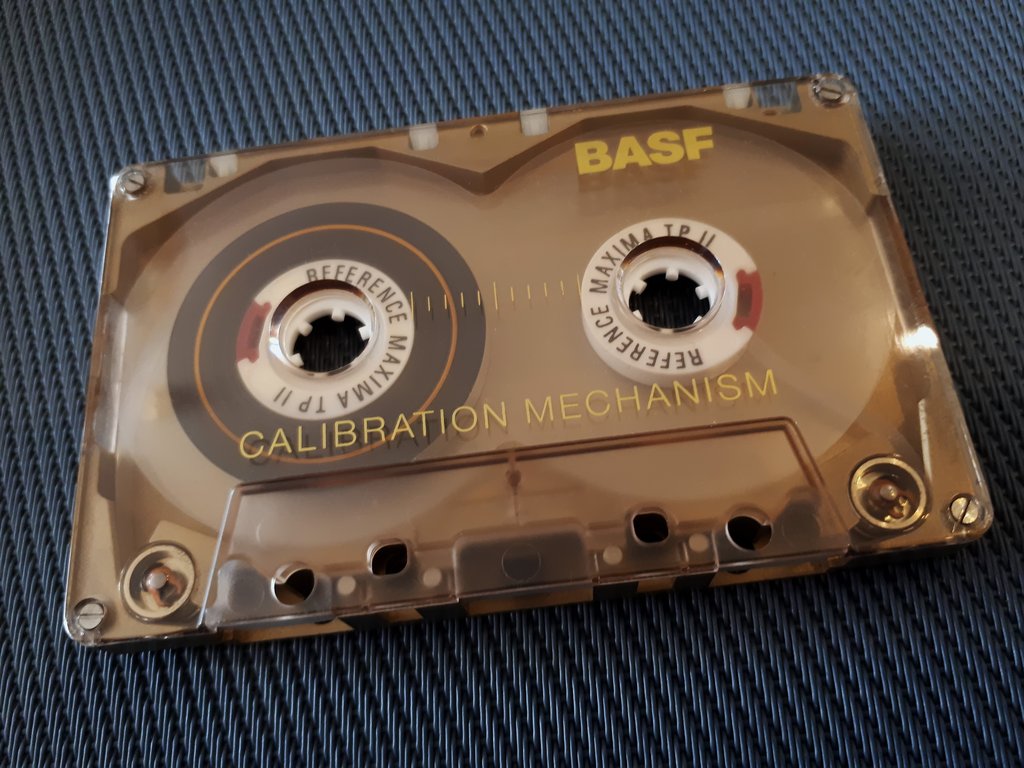 BASF
REFERENCE MAXIMA TP II
REFERENCE MAXIMA TP II
CALIBRATION MECHANISM